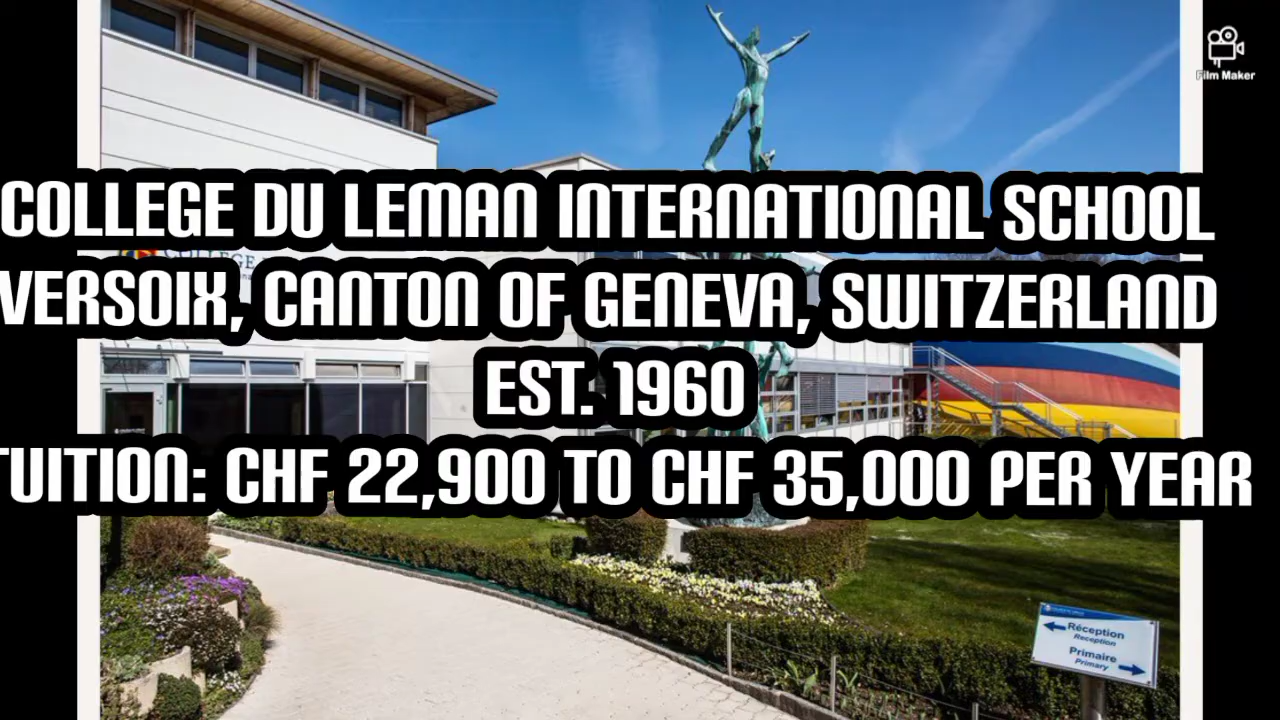 Film Maker
COLLEGE DU LEMAN INTERNATIONAL SCHOOL
VERSOIX, CANTON OF GENEVA, SWITZERLAND
EST. 1960
TUITION: CHF 22,900 TO CHF 35,000 PER YEAR
Réception
Reception
Primaire
Primary